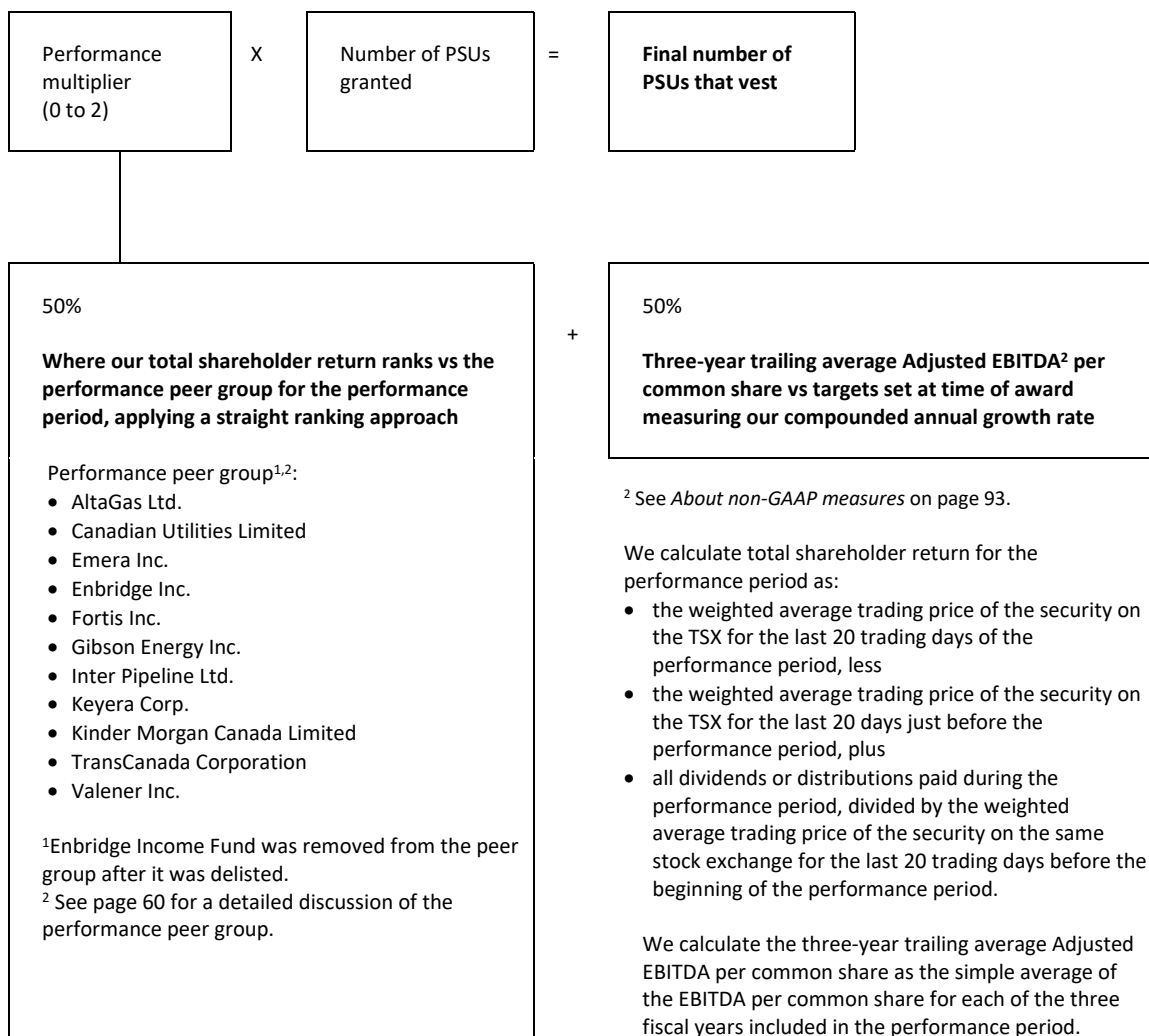 Performance
multiplier
(0 to 2)
X
Number of PSUs
granted
=
Final number of
PSUs that vest
50%
Where our total shareholder return ranks vs the
performance peer group for the performance
period, applying a straight ranking approach
Performance peer group1,2:
• AltaGas Ltd.
• Canadian Utilities Limited
• Emera Inc.
• Enbridge Inc.
• Fortis Inc.
• Gibson Energy Inc.
• Inter Pipeline Ltd.
• Keyera Corp.
• Kinder Morgan Canada Limited
• TransCanada Corporation
• Valener Inc.
1Enbridge Income Fund was removed from the peer
group after it was delisted.
2 See page 60 for a detailed discussion of the
performance peer group.
+
50%
Three-year trailing average Adjusted EBITDA2 per
common share vs targets set at time of award
measuring our compounded annual growth rate
2 See About non-GAAP measures on page 93.
We calculate total shareholder return for the
performance period as:
• the weighted average trading price of the security on
the TSX for the last 20 trading days of the
performance period, less
• the weighted average trading price of the security on
the TSX for the last 20 days just before the
performance period, plus
• all dividends or distributions paid during the
performance period, divided by the weighted
average trading price of the security on the same
stock exchange for the last 20 trading days before the
beginning of the performance period.
We calculate the three-year trailing average Adjusted
EBITDA per common share as the simple average of
the EBITDA per common share for each of the three
fiscal years included in the performance period.